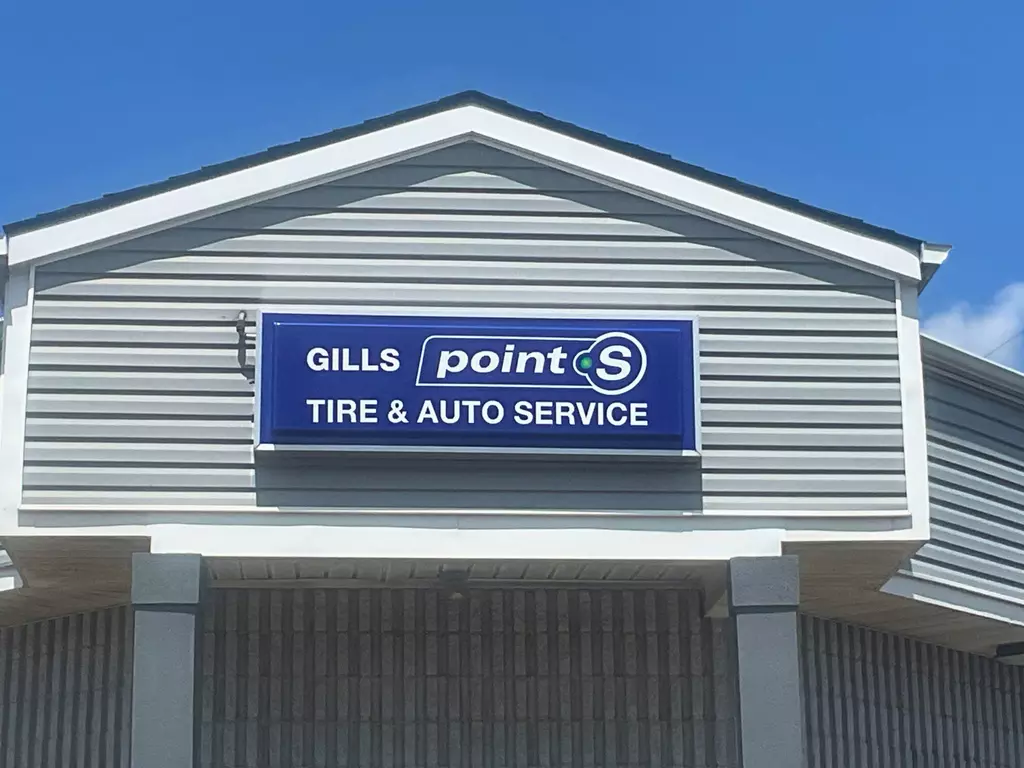 GILLS point S
TIRE & AUTO SERVICE